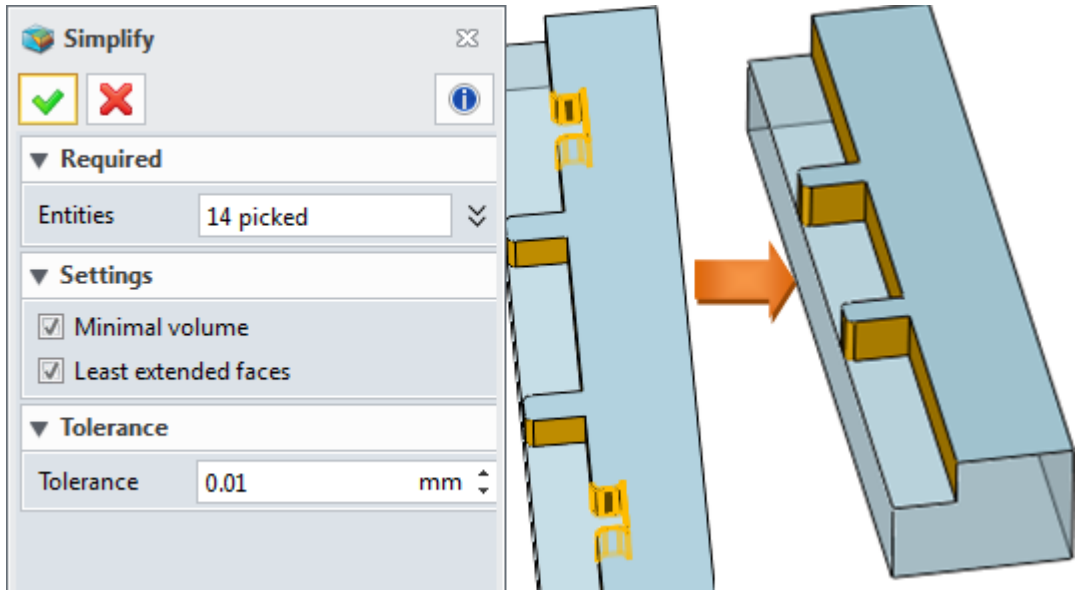 Simplify
Required
Entities 14 picked
Settings
Minimal volume
Least extended faces
Tolerance
Tolerance 0.01 mm